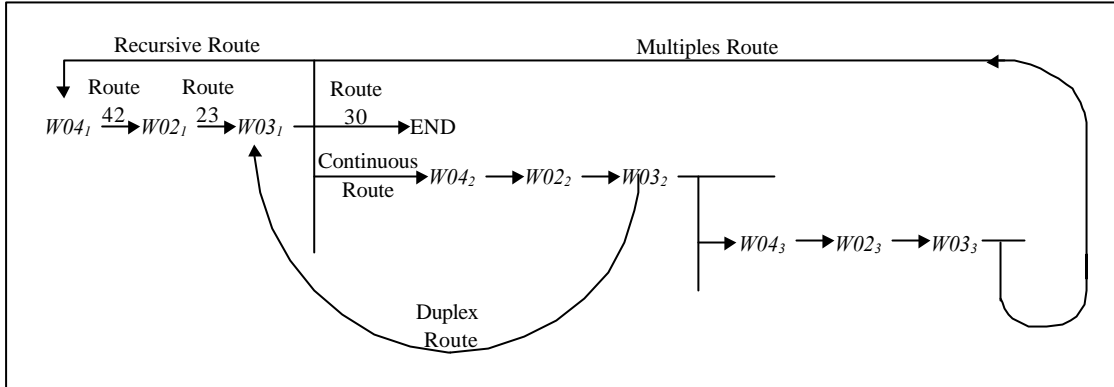 Recursive Route
Multiples Route
Route
42
Route
23
Route
30
W04₁
W02₁
W03₁
END
Continuous
Route
W04₂
W02₂
W03₂
W04₃
W02₃
W03₃
Duplex
Route